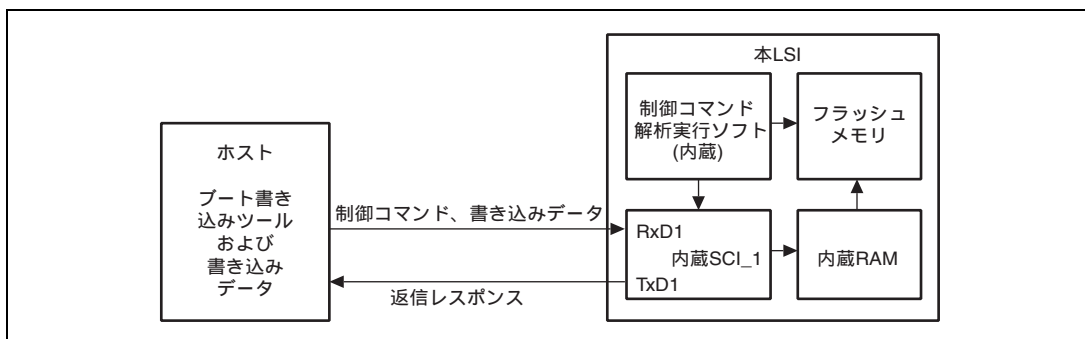 本LSI
ホスト
ブート書き
込みツール
および
書き込み
データ
制御コマンド、書き込みデータ
返信レスポンス
制御コマンド
解析実行ソフト
(内蔵)
フラッシュ
メモリ
RxD1
内蔵SCI_1
TxD1
内蔵RAM